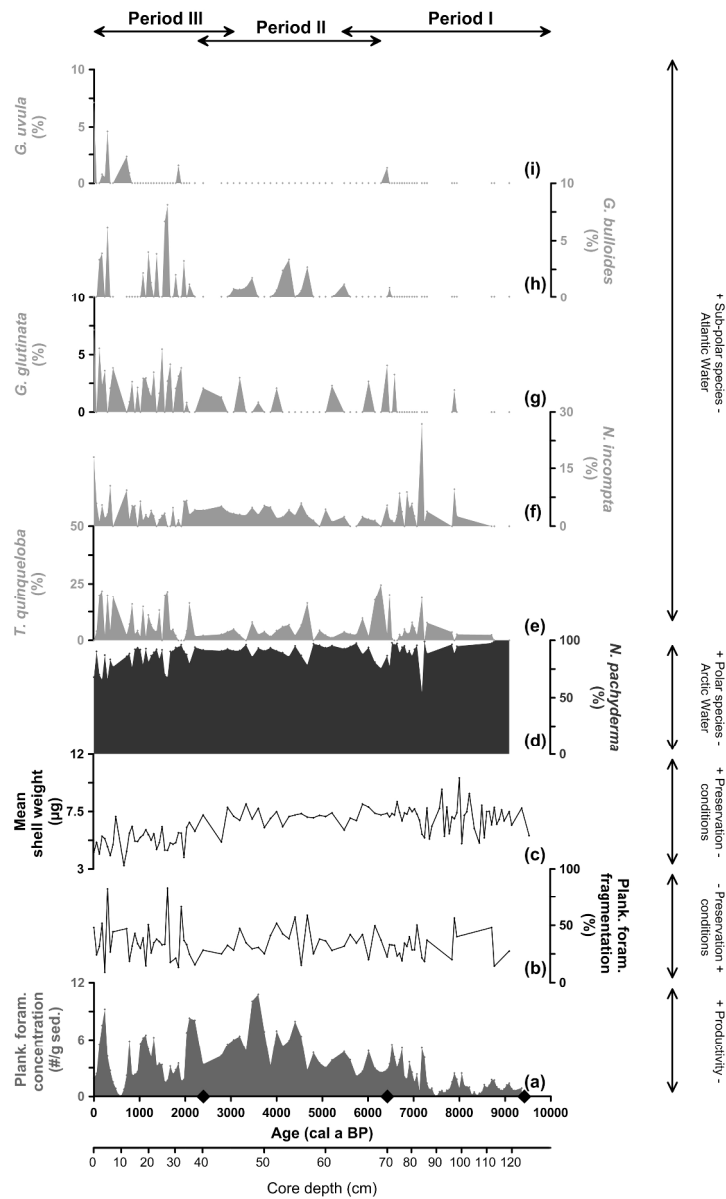 Period III
Period II
Period I
10
5
0
G. uvula
(%)
(i)
10
5
0
G. bulloides
(%)
(h)
10
5
0
G. glutinata
(%)
(g)
30
15
0
N. incompta
(%)
(f)
50
25
0
T. quinqueloba
(%)
(e)
100
50
0
N. pachyderma
(%)
(d)
12
7.5
3
Mean
shell weight
(µg)
(c)
100
50
0
Plank. foram.
fragmentation
(%)
(b)
12
6
0
Plank. foram.
concentration
(#/g sed.)
(a)
+ Sub-polar species -
Atlantic Water
+ Polar species -
Arctic Water
+ Preservation -
conditions
- Preservation +
conditions
+ Productivity -
0 1000 2000 3000 4000 5000 6000 7000 8000 9000 10000
Age (cal a BP)
0 10 20 30 40 50 60 70 80 90 100 110 120
Core depth (cm)